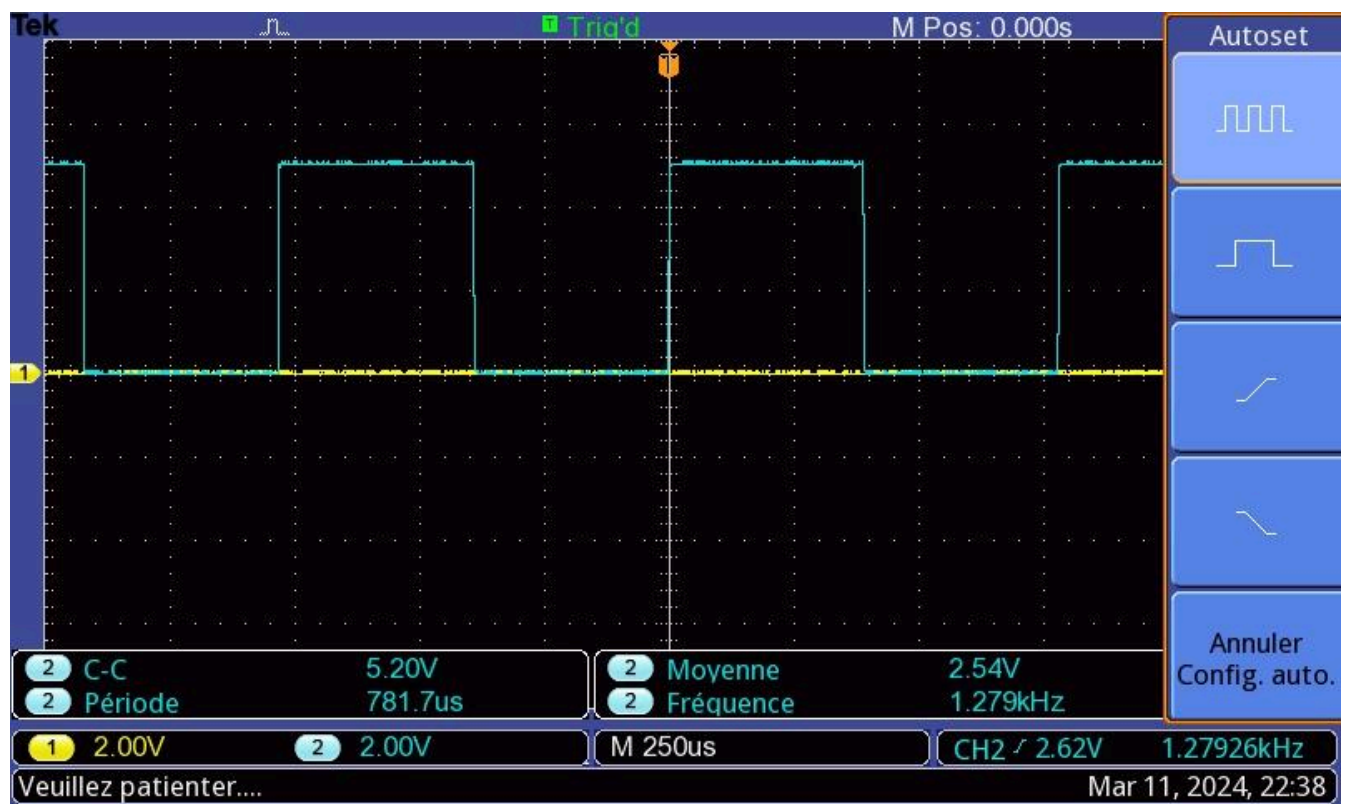 Tek Trig'd M Pos: 0.000s
Autoset
T
1
Annuler
Config. auto.
2 C-C 5.20V 2 Moyenne 2.54V
2 Période 781.7us 2 Fréquence 1.279kHz
1 2.00V 2 2.00V M 250us CH2 2.62V 1.27926kHz
Veuillez patienter.... Mar 11, 2024, 22:38